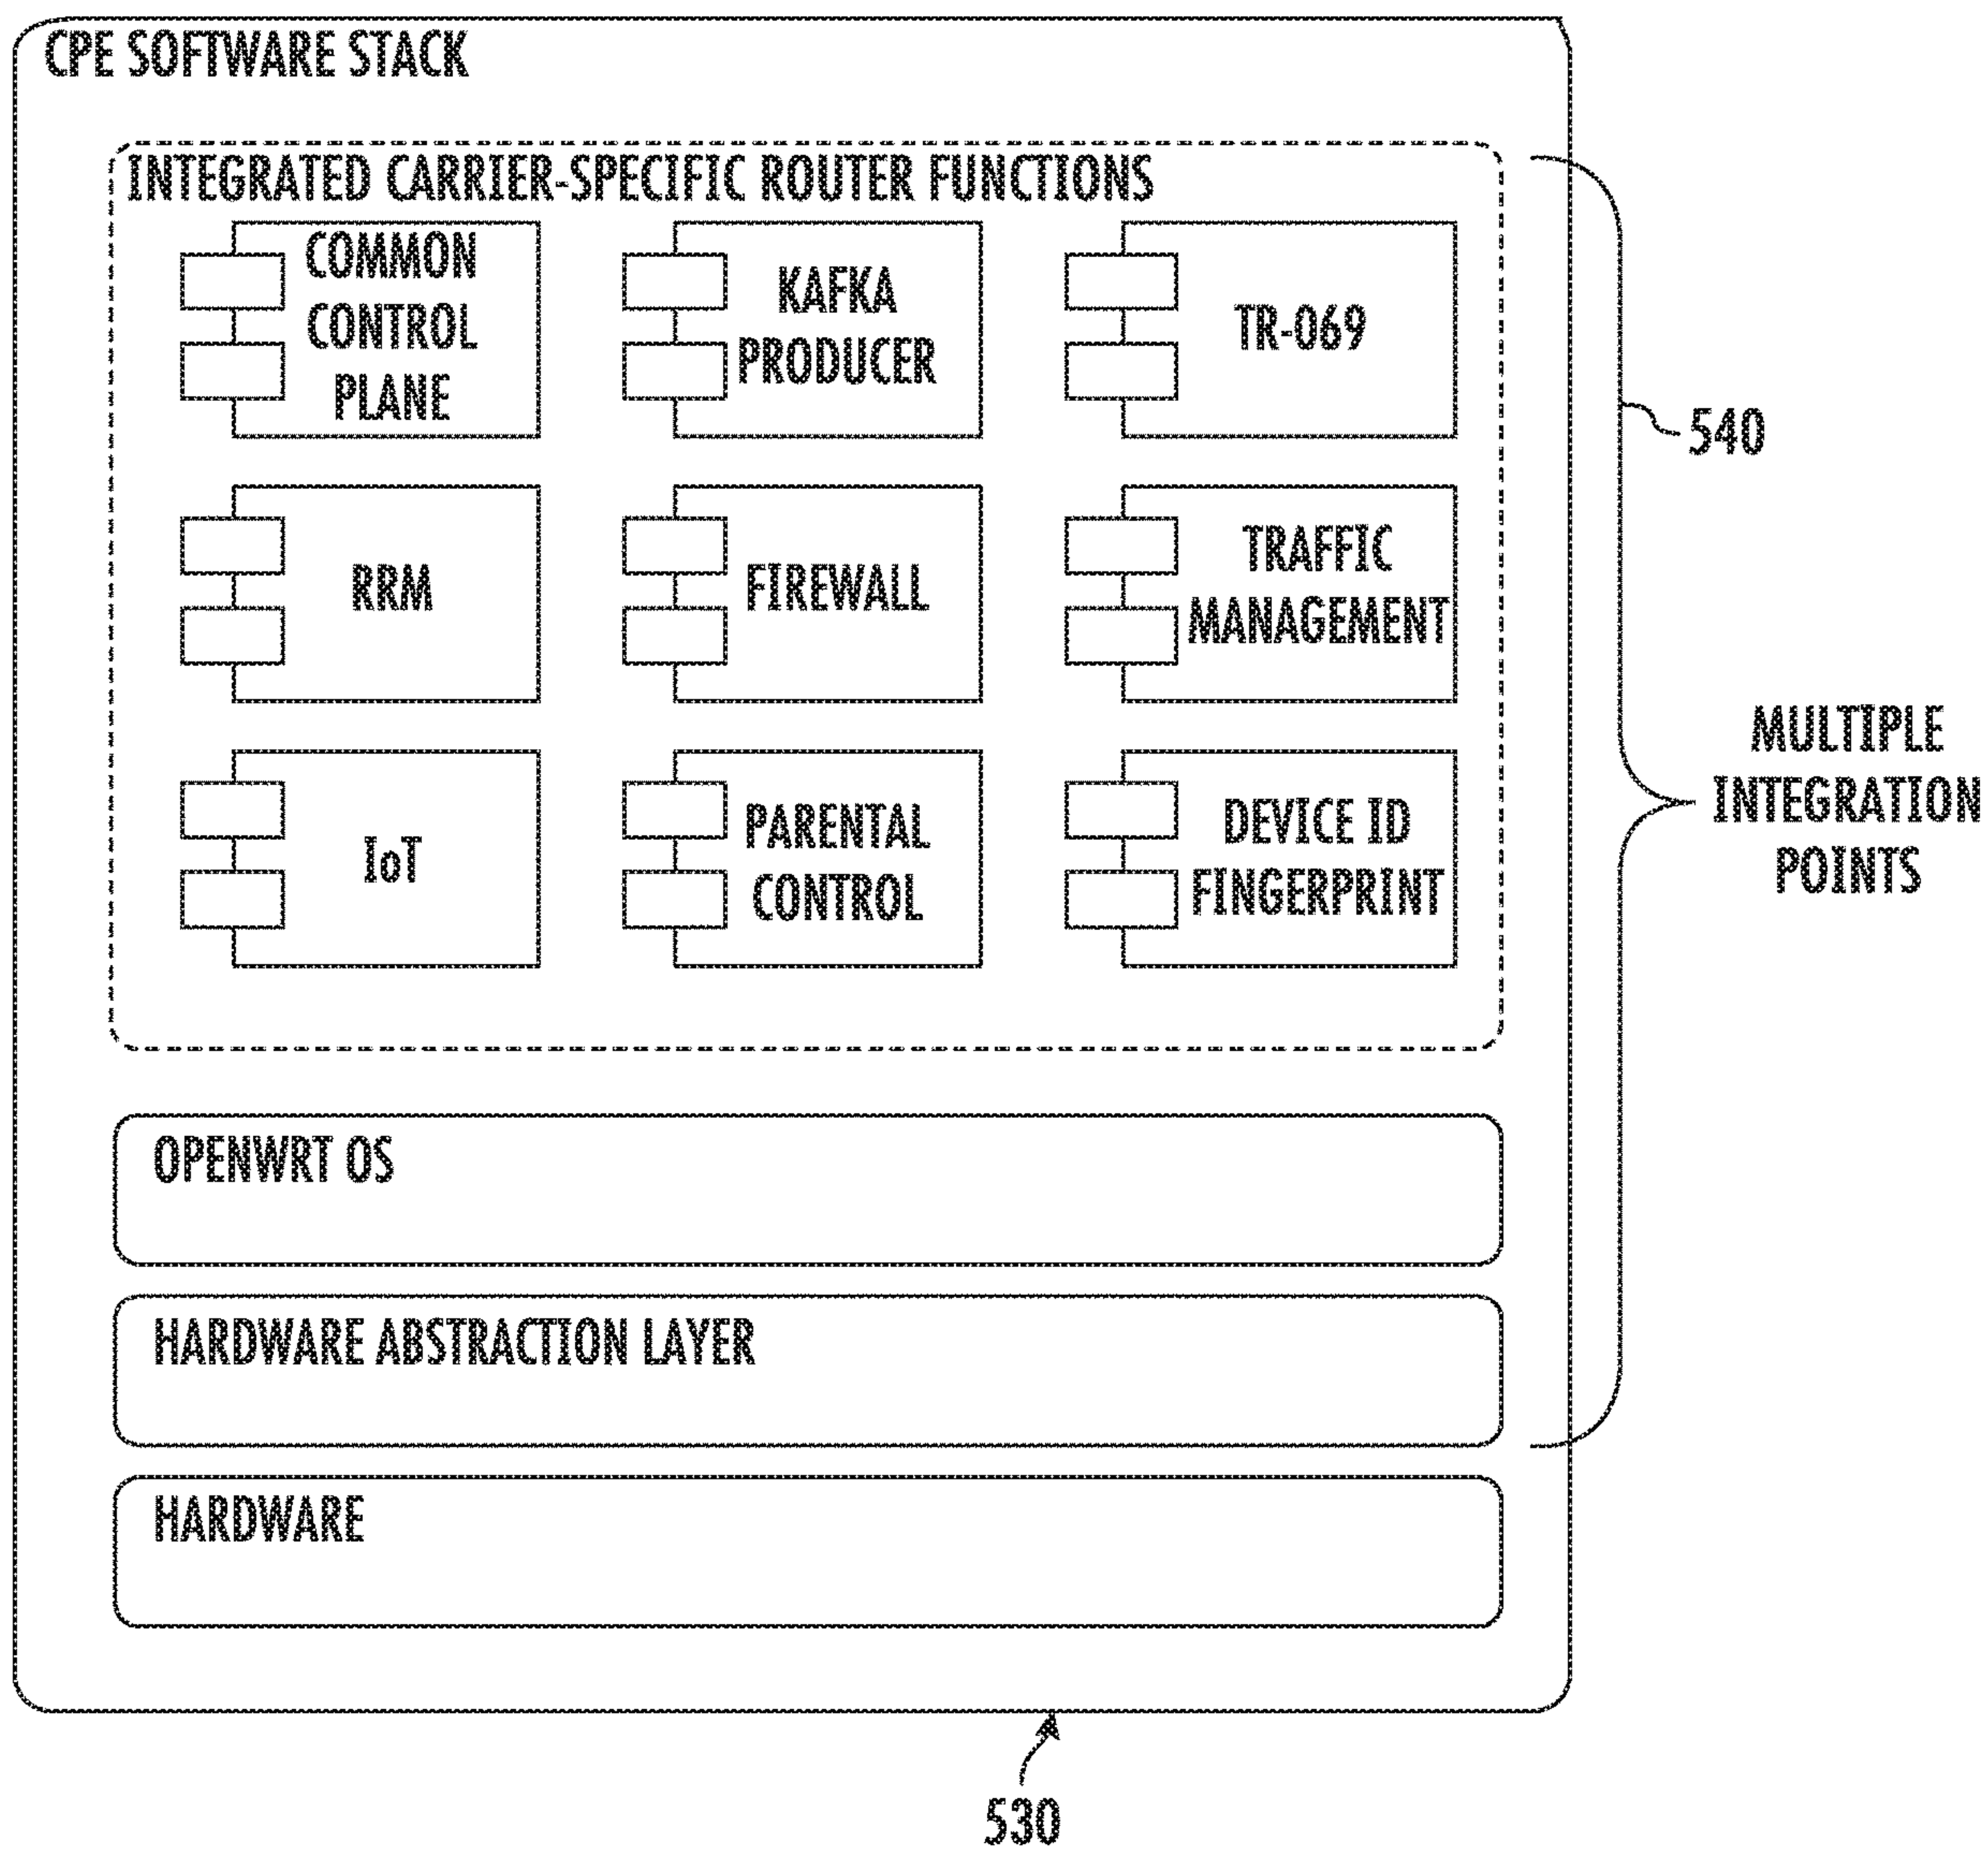 CPE SOFTWARE STACK
INTEGRATED CARRIER-SPECIFIC ROUTER FUNCTIONS
COMMON
CONTROL
PLANE
KAFKA
PRODUCER
TR-069
RRM
FIREWALL
TRAFFIC
MANAGEMENT
IoT
PARENTAL
CONTROL
DEVICE ID
FINGERPRINT
OPENWRT OS
HARDWARE ABSTRACTION LAYER
HARDWARE
540
MULTIPLE
INTEGRATION
POINTS
530